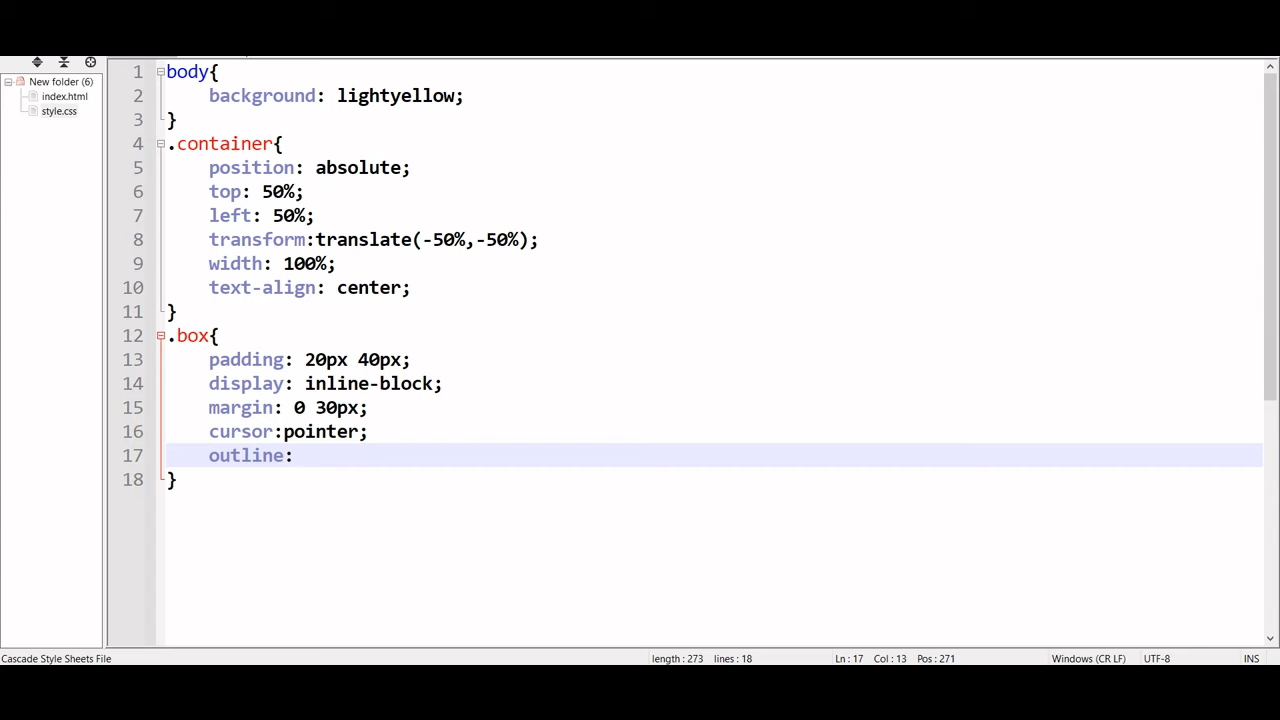 New folder (6)
index.html
style.css
1 body{
2 background: lightyellow;
3 }
4 .container{
5 position: absolute;
6 top: 50%;
7 left: 50%;
8 transform:translate(-50%,-50%);
9 width: 100%;
10 text-align: center;
11 }
12 .box{
13 padding: 20px 40px;
14 display: inline-block;
15 margin: 0 30px;
16 cursor:pointer;
17 outline:
18 }
Cascade Style Sheets File length : 273 lines : 18 Ln : 17 Col : 13 Pos : 271 Windows (CR LF) UTF-8 INS